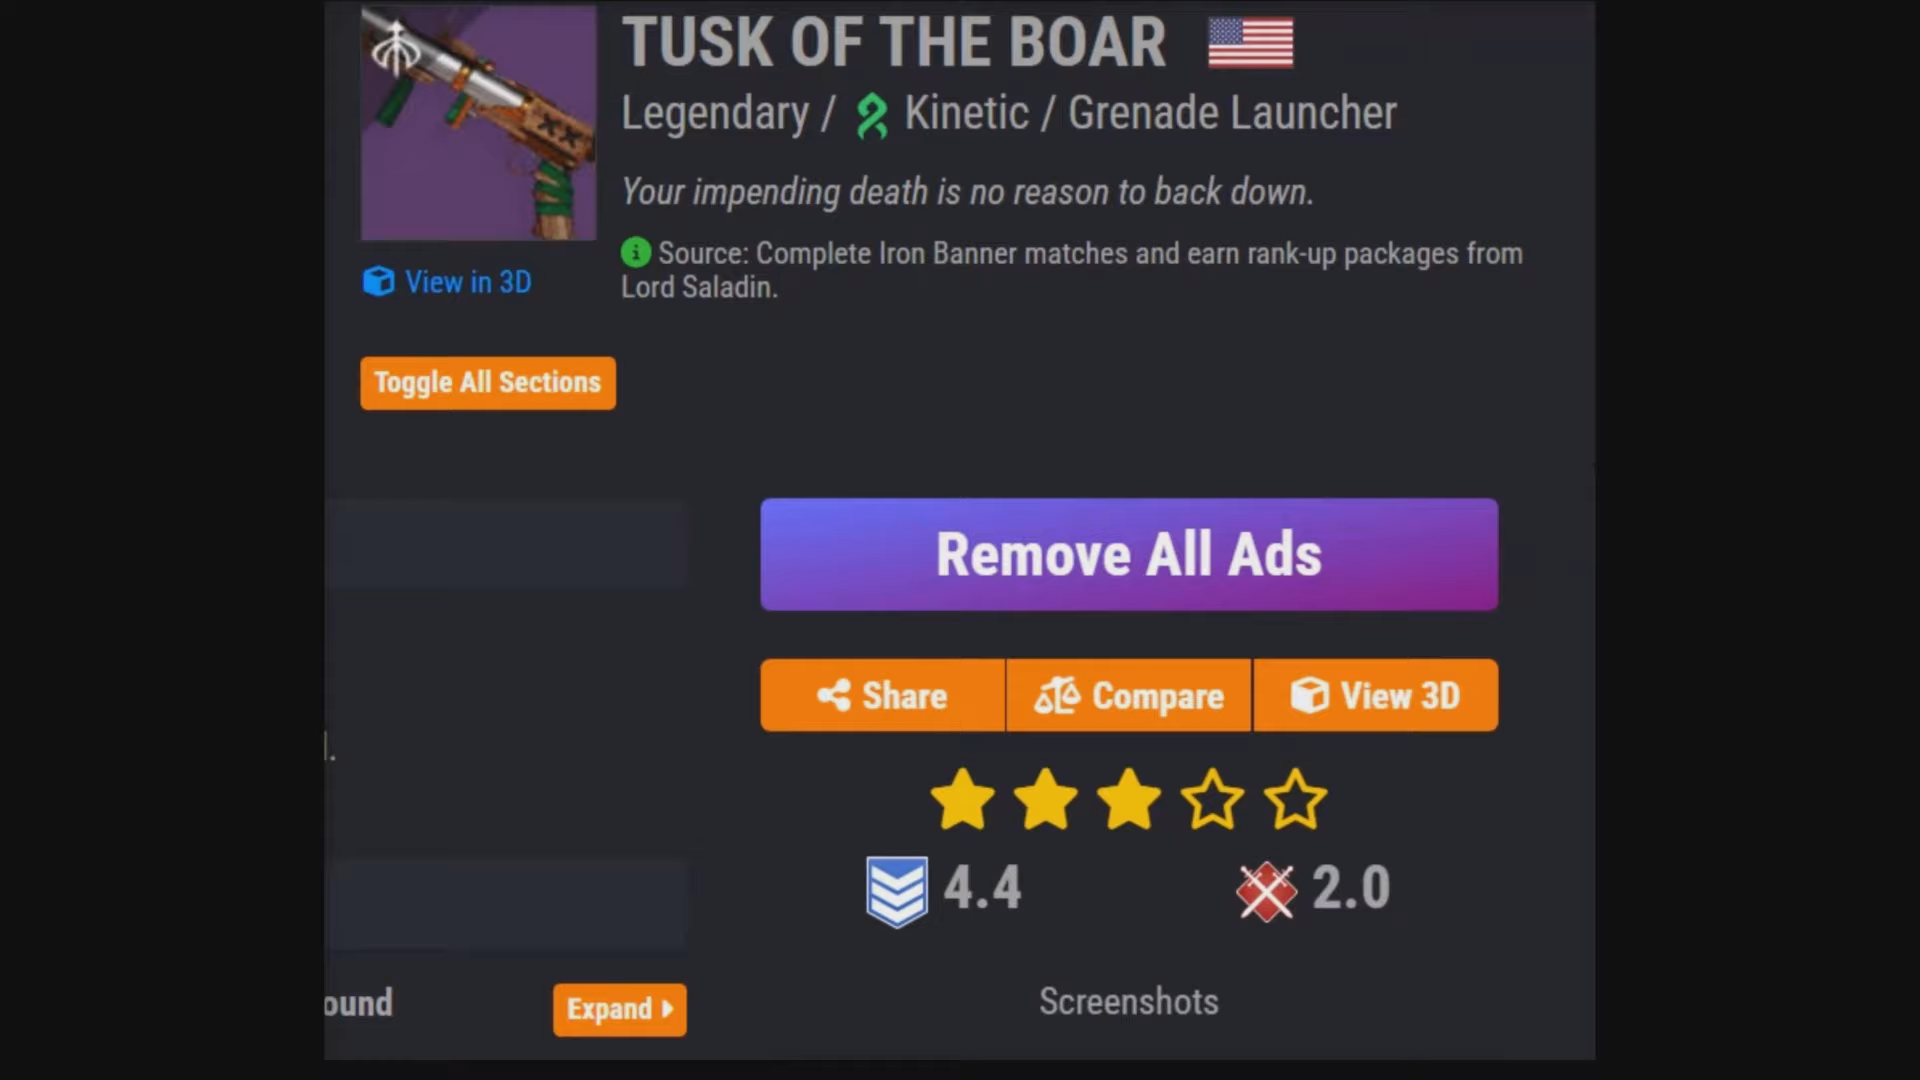 TUSK OF THE BOAR
Legendary / Kinetic / Grenade Launcher
Your impending death is no reason to back down.
Source: Complete Iron Banner matches and earn rank-up packages from
Lord Saladin.
View in 3D
Toggle All Sections
Remove All Ads
Share
Compare
View 3D
l.
4.4
2.0
ound
Expand
Screenshots